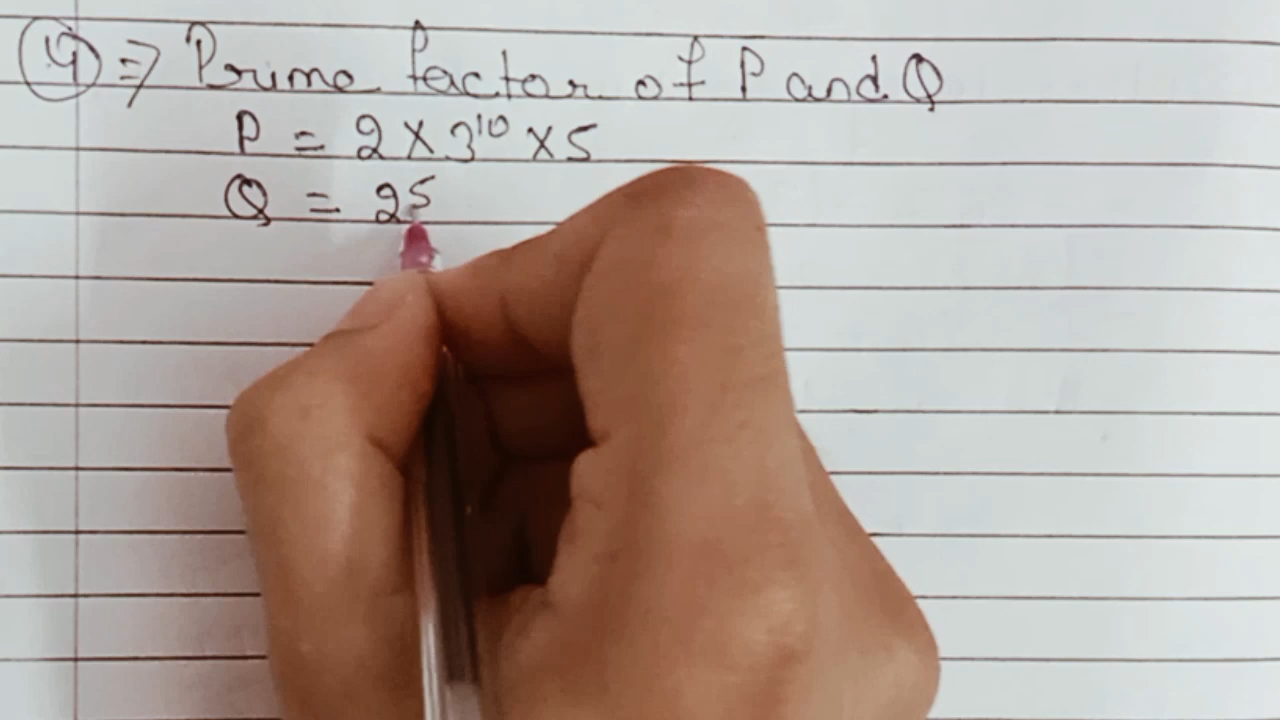 4 => Prime factor of P and Q
P = 2 × 3¹⁰ × 5
Q = 2⁵